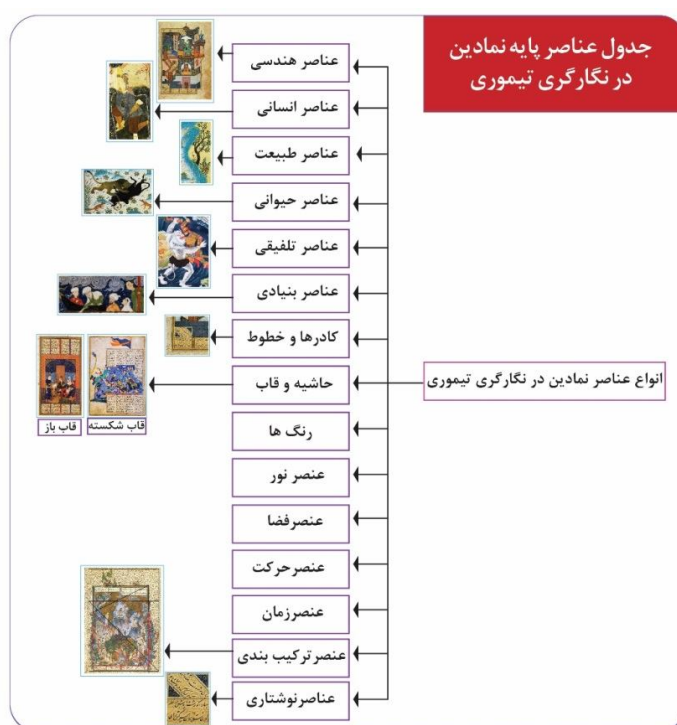 جدول عناصر پایه نمادین
در نگارگری تیموری
انواع عناصر نمادین در نگارگری تیموری
عناصر هندسی
عناصر انسانی
عناصر طبیعت
عناصر حیوانی
عناصر تلفیقی
عناصر بنیادی
کادرها و خطوط
حاشیه و قاب
قاب شکسته
قاب باز
رنگ ها
عنصر نور
عنصرفضا
عنصرحرکت
عنصرزمان
عنصرترکیب بندی
عناصرنوشتاری